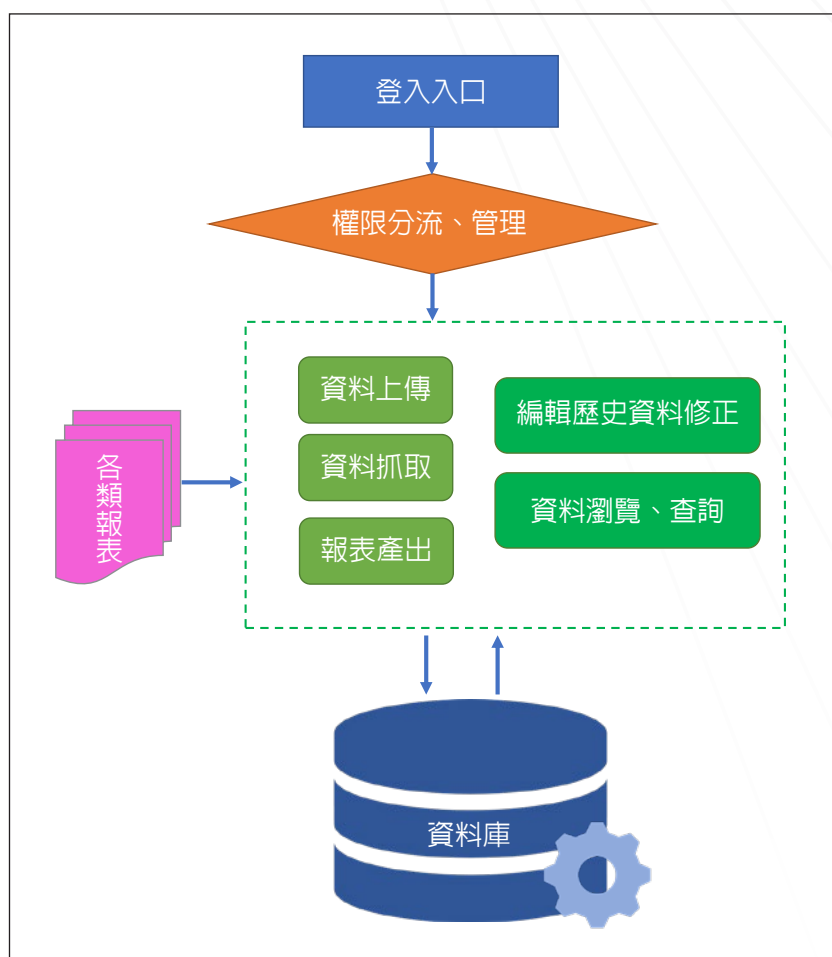 登入入口
權限分流、管理
資料上傳
資料抓取
報表產出
編輯歷史資料修正
資料瀏覽、查詢
各類報表
資料庫